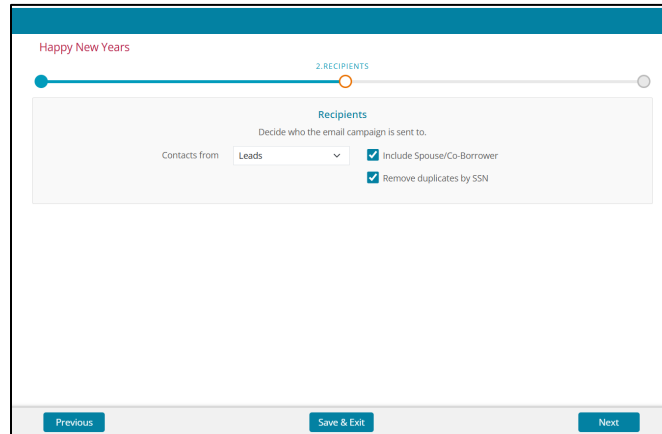 Happy New Years
2.RECIPIENTS
Recipients
Decide who the email campaign is sent to.
Contacts from Leads Include Spouse/Co-Borrower
Remove duplicates by SSN
Previous Save & Exit Next